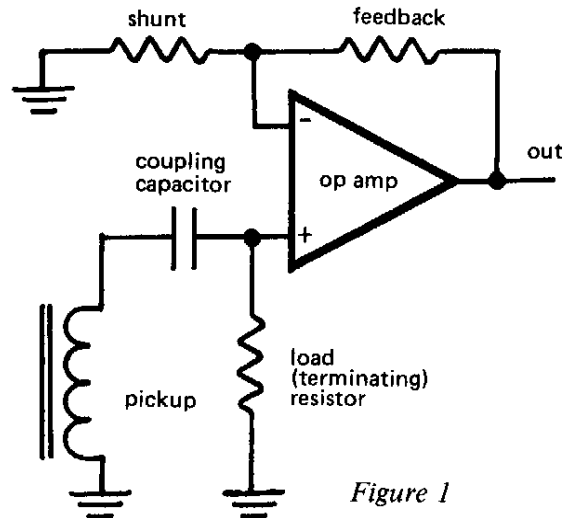 shunt
feedback
-
out
coupling
capacitor
op amp
+
load
(terminating)
resistor
pickup
Figure 1